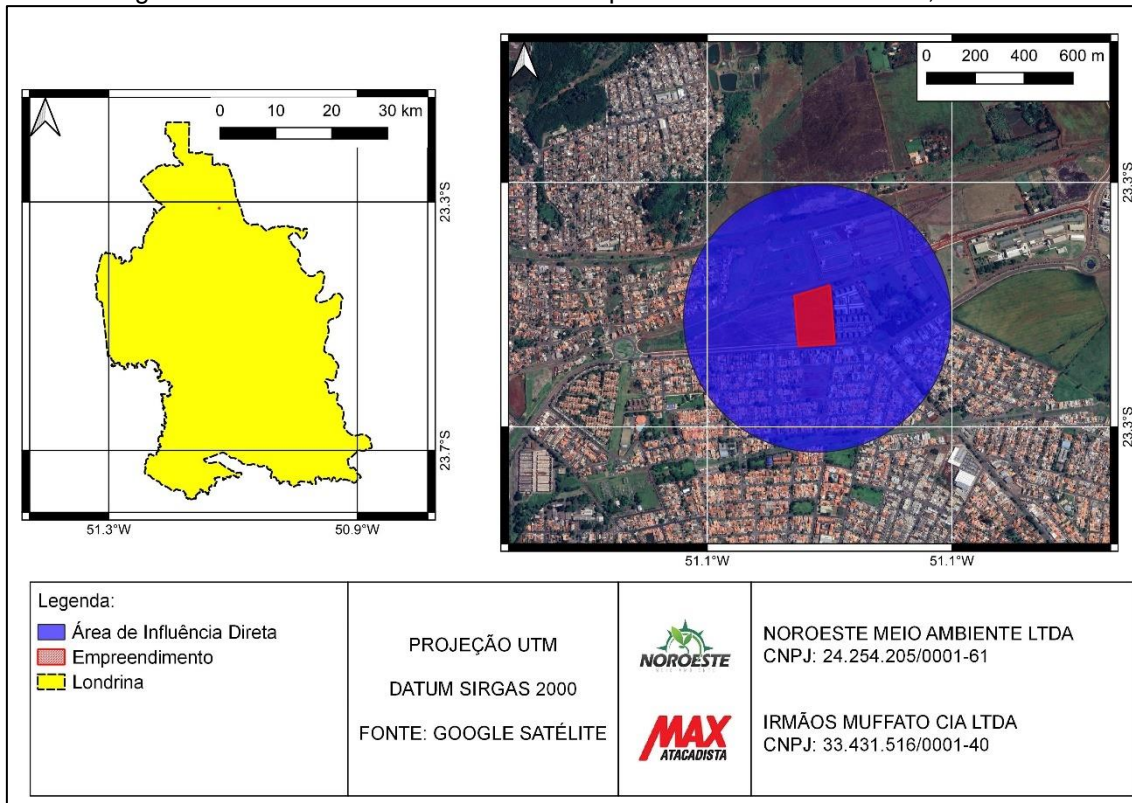 0 10 20 30 km
23.3°S
23.7°S
51.3°W 50.9°W
0 200 400 600 m
23.3°S
23.3°S
51.1°W 51.1°W
Legenda:
Área de Influência Direta
Empreendimento
Londrina
PROJEÇÃO UTM
DATUM SIRGAS 2000
FONTE: GOOGLE SATÉLITE
NOROESTE
MAX
ATACADISTA
NOROESTE MEIO AMBIENTE LTDA
CNPJ: 24.254.205/0001-61
IRMÃOS MUFFATO CIA LTDA
CNPJ: 33.431.516/0001-40